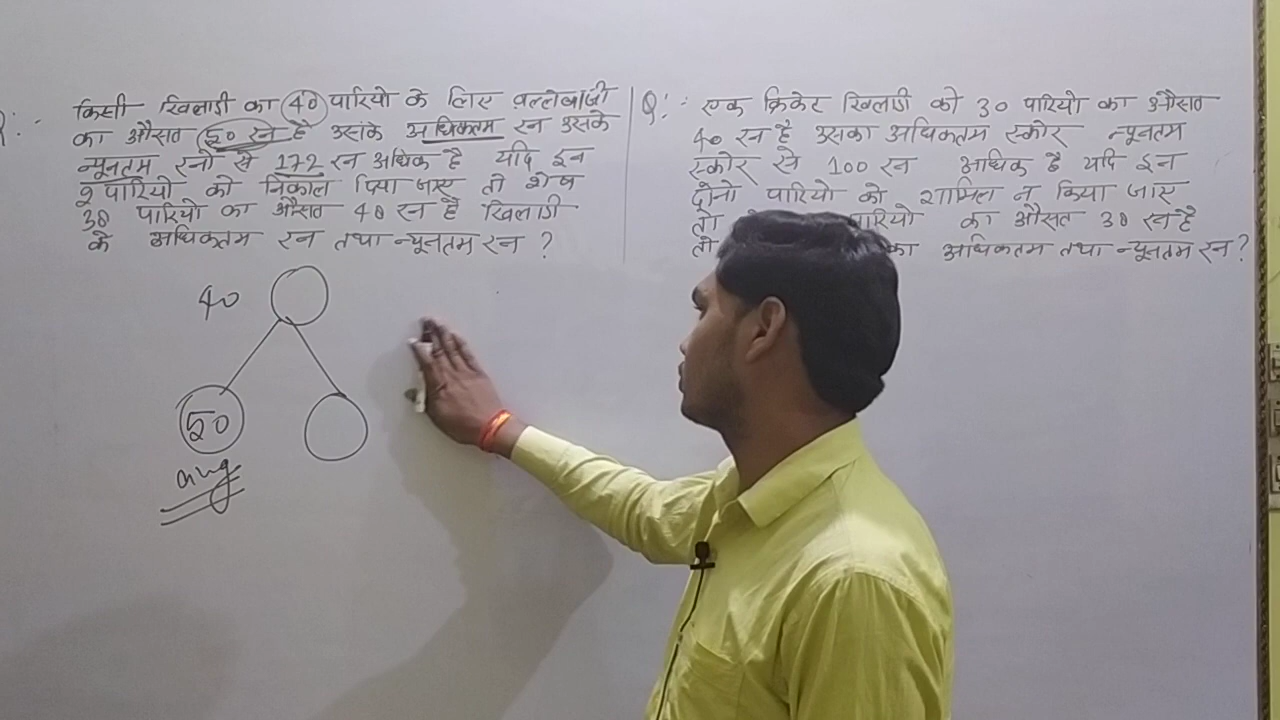 किसी खिलाडी का 40 पारियो के लिए बल्लेबाजी
का औसत 50 रन है उसके अधिकतम रन उसके
न्यूनतम रनो से 172 रन अधिक है यदि इन
2 पारियो को निकाल दिया जाए तो शेष
38 पारियो का औसत 48 रन है खिलाडी
के अधिकतम रन तथा न्यूनतम रन ?
40
50
avg
Q:- एक क्रिकेट खिलाडी की 30 पारियो का औसत
40 रन है उसका अधिकतम स्कोर न्यूनतम
स्कोर से 100 रन अधिक है यदि इन
दोनो पारियो को शामिल न किया जाए
तो पारियो का औसत 38 रन है
तो का अधिकतम तथा न्यूनतम रन ?